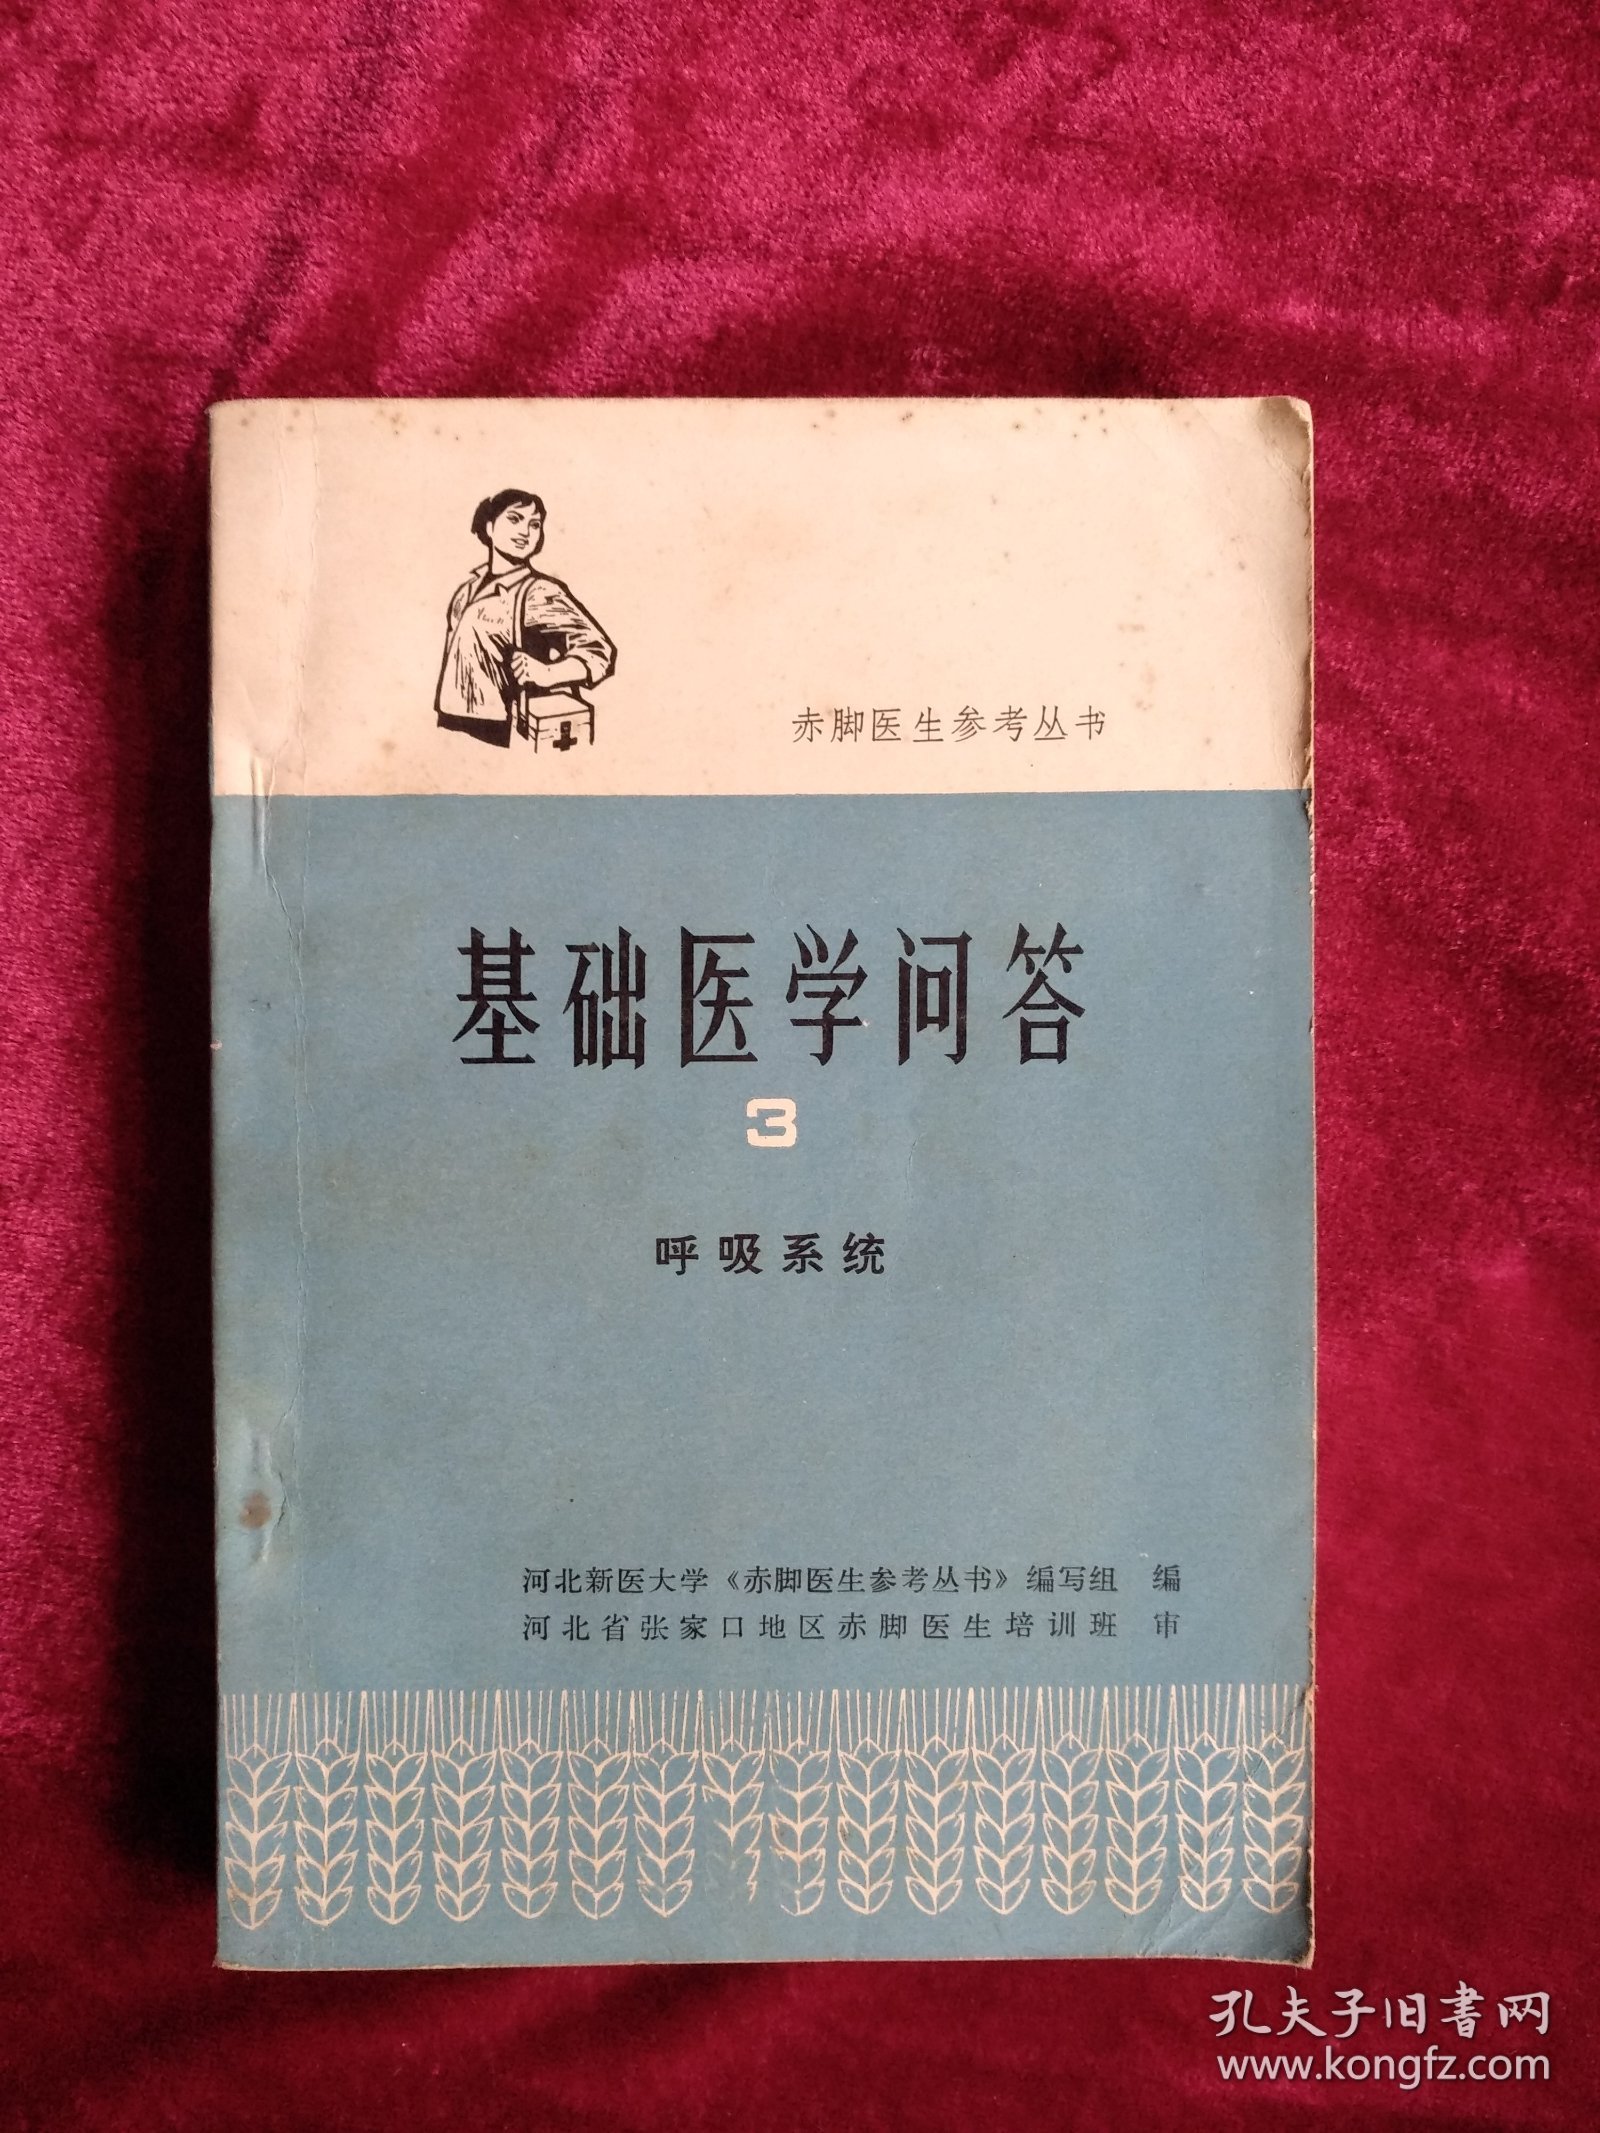 赤脚医生参考丛书
基础医学问答
3
呼吸系统
河北新医大学《赤脚医生参考丛书》编写组 编
河北省张家口地区赤脚医生培训班 审
孔夫子旧書网
www.kongfz.com